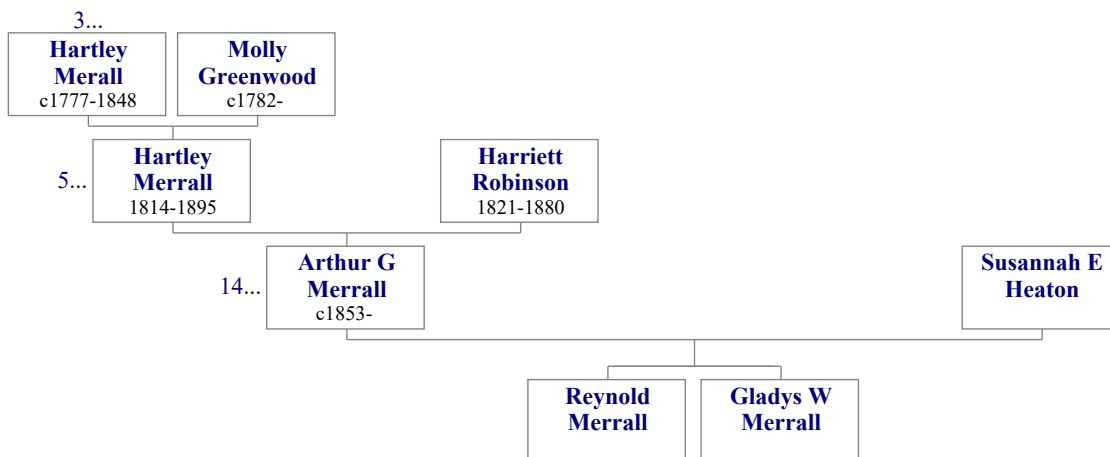 3...
Hartley
Merall
c1777-1848
Molly
Greenwood
c1782-
5...
Hartley
Merrall
1814-1895
Harriett
Robinson
1821-1880
14...
Arthur G
Merrall
c1853-
Susannah E
Heaton
Reynold
Merrall
Gladys W
Merrall